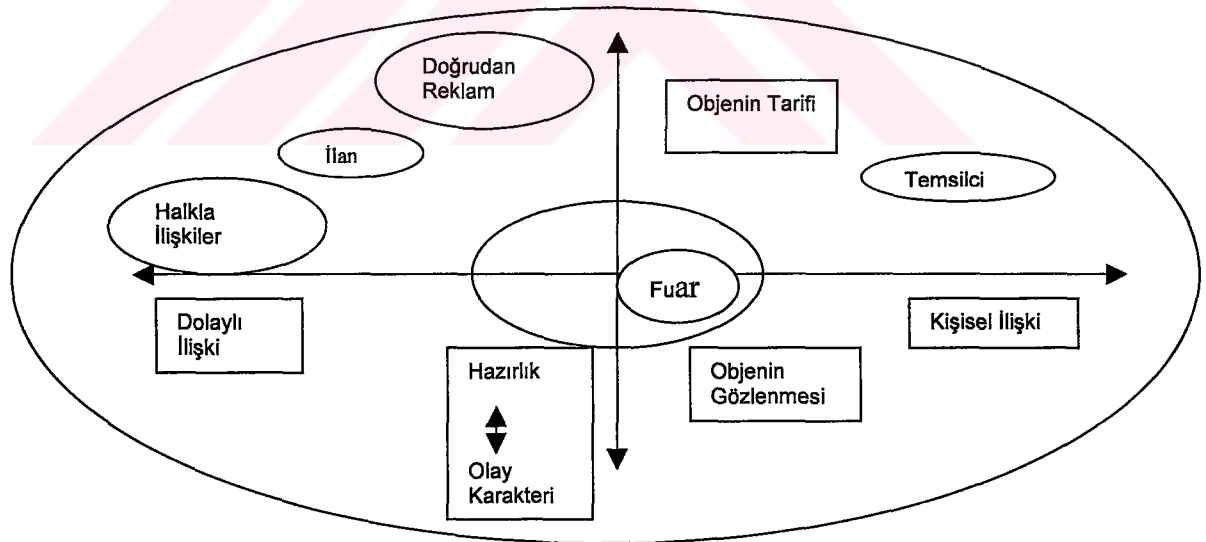 Doğrudan
Reklam
Objenin Tarifi
İlan
Temsilci
Halkla
İlişkiler
Fuar
Dolaylı
İlişki
Kişisel İlişki
Hazırlık
Objenin
Gözlenmesi
Olay
Karakteri